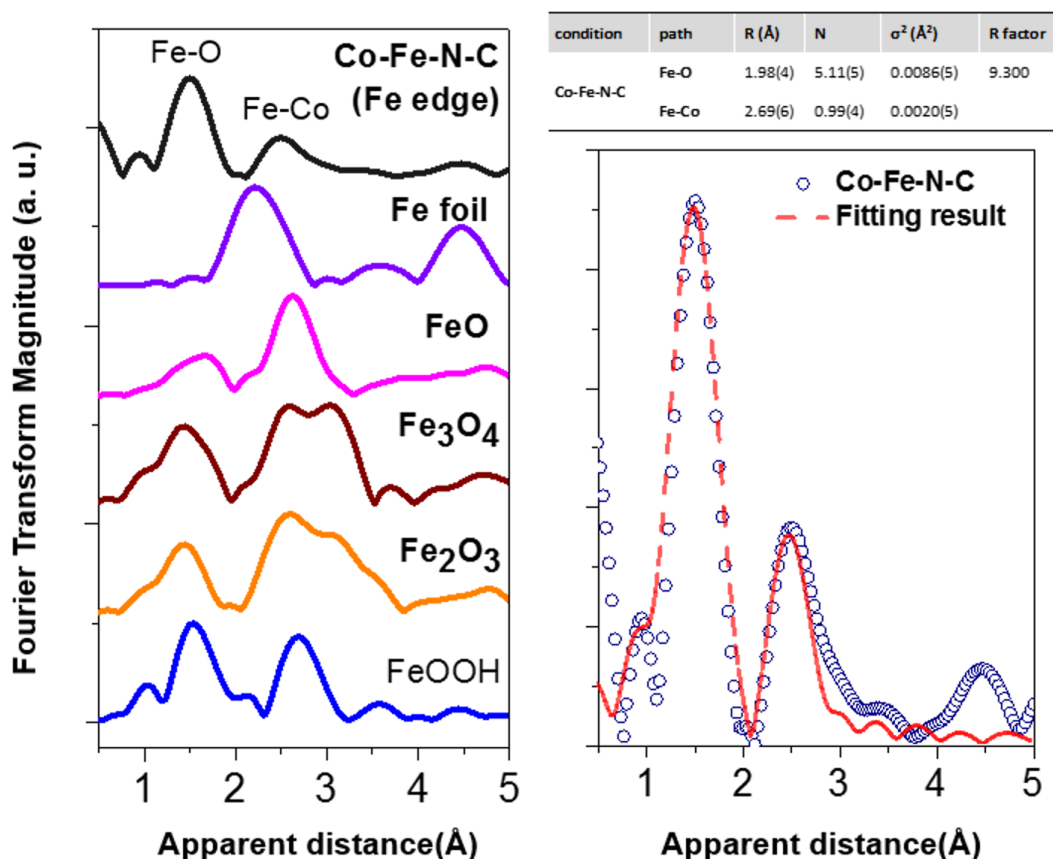 Fourier Transform Magnitude (a. u.)
Fe-O
Co-Fe-N-C
(Fe edge)
Fe-Co
Fe foil
FeO
Fe₃O₄
Fe₂O₃
FeOOH
1 2 3 4 5
Apparent distance(Å)
condition path R (Å) N σ² (Å²) R factor
Co-Fe-N-C Fe-O 1.98(4) 5.11(5) 0.0086(5) 9.300
Fe-Co 2.69(6) 0.99(4) 0.0020(5)
Co-Fe-N-C
Fitting result
1 2 3 4 5
Apparent distance(Å)